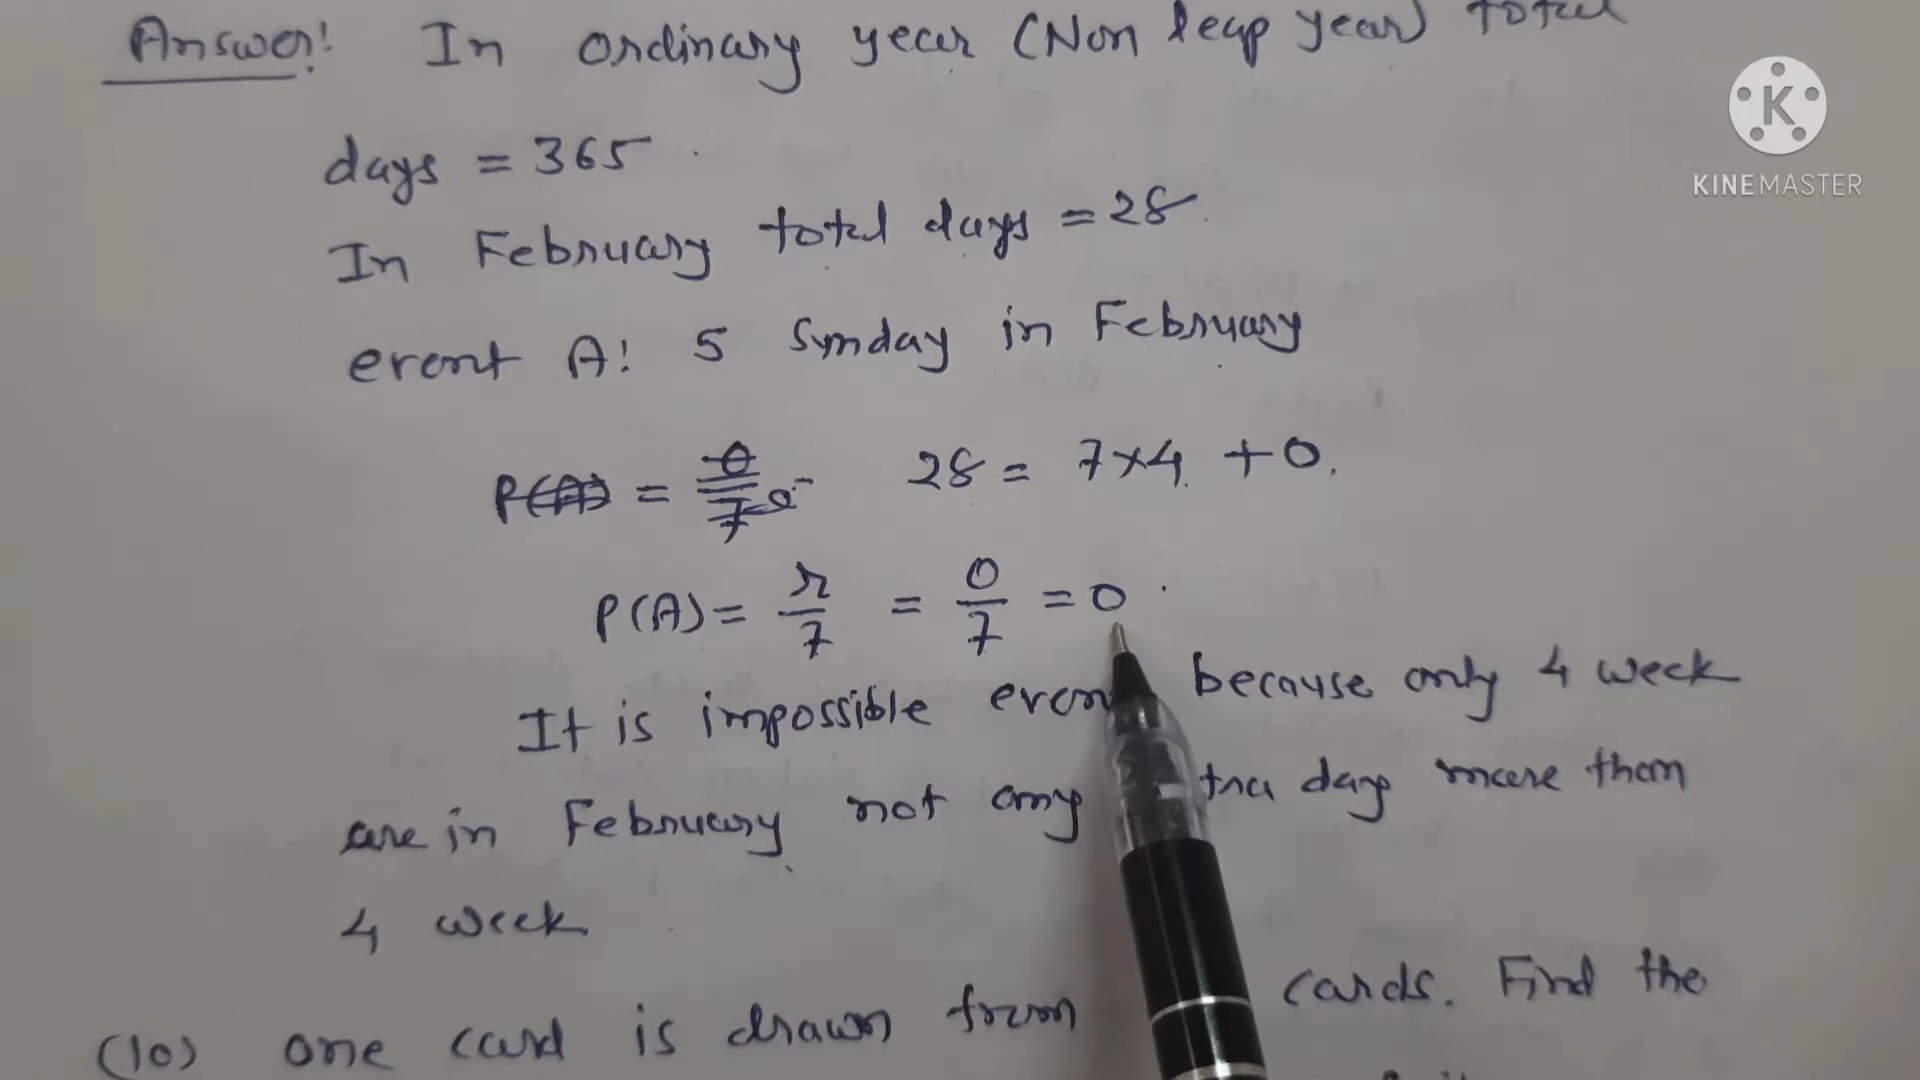 Answer: In ordinary year (Non leap year) total
days = 365
In February total days = 28
event A: 5 Sunday in February
28 = 7×4 + 0.
P(A) = r/7 = 0/7 = 0
It is impossible even because only 4 week
are in February not any tra day more than
4 week
(10) one card is drawn from cards. Find the
K
KINEMASTER